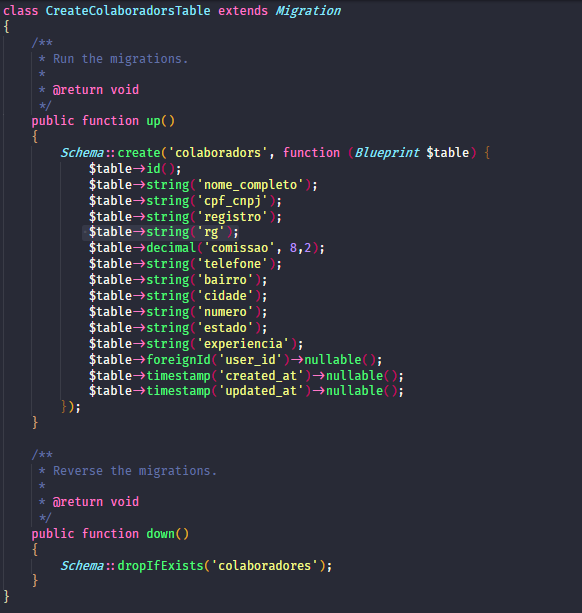 class CreateColaboradorsTable extends Migration
{
    /**
     * Run the migrations.
     *
     * @return void
     */
    public function up()
    {
        Schema::create('colaboradors', function (Blueprint $table) {
            $table->id();
            $table->string('nome_completo');
            $table->string('cpf_cnpj');
            $table->string('registro');
            $table->string('rg');
            $table->decimal('comissao', 8,2);
            $table->string('telefone');
            $table->string('bairro');
            $table->string('cidade');
            $table->string('numero');
            $table->string('estado');
            $table->string('experiencia');
            $table->foreignId('user_id')->nullable();
            $table->timestamp('created_at')->nullable();
            $table->timestamp('updated_at')->nullable();
        });
    }

    /**
     * Reverse the migrations.
     *
     * @return void
     */
    public function down()
    {
        Schema::dropIfExists('colaboradores');
    }
}